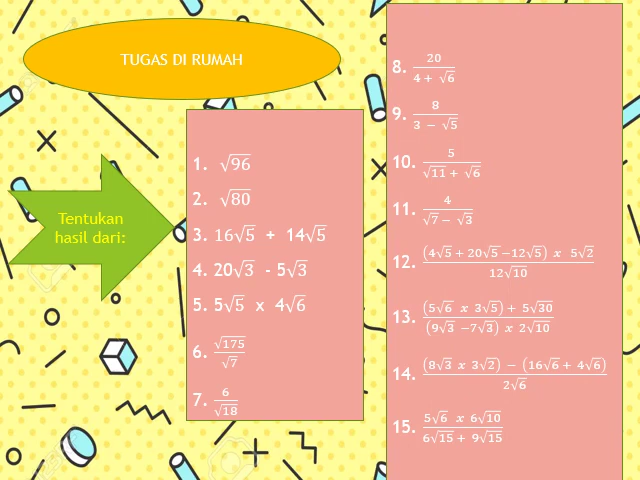 TUGAS DI RUMAH
Tentukan
hasil dari:
1. √96
2. √80
3. 16√5 + 14√5
4. 20√3 - 5√3
5. 5√5 x 4√6
6. √175/√7
7. 6/√18
8. 20/(4 + √6)
9. 8/(3 − √5)
10. 5/(√11 + √6)
11. 4/(√7 − √3)
12. (4√5 + 20√5 −12√5) x 5√2/12√10
13. (5√6 x 3√5) + 5√30/(9√3 −7√3) x 2√10
14. (8√3 x 3√2) − (16√6 + 4√6)/2√6
15. 5√6 x 6√10/6√15 + 9√15